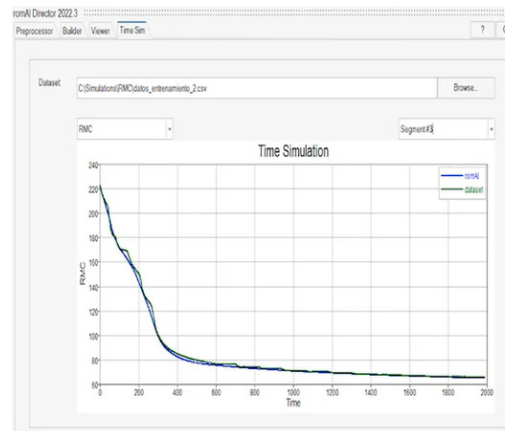 romAI Director 2022.3
Preprocessor Builder Viewer Time Sim ?
Dataset C:\Simulations\RMC\datos_entrenamiento_2.csv Browse...
RMC Segment #3
Time Simulation
romAI
dataset
RMC
240
220
200
180
160
140
120
100
80
60
0 200 400 600 800 1000 1200 1400 1600 1800 2000
Time